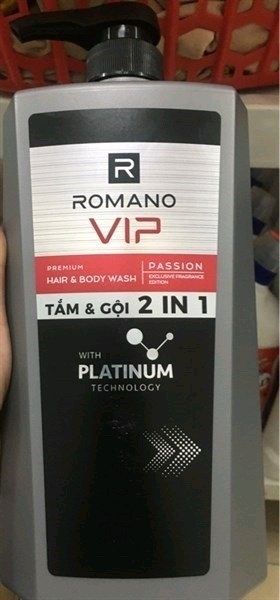 R
ROMANO
VIP
PREMIUM
HAIR & BODY WASH
PASSION
EXCLUSIVE FRAGRANCE
EDITION
TẮM & GỘI 2 IN 1
WITH
PLATINUM
TECHNOLOGY